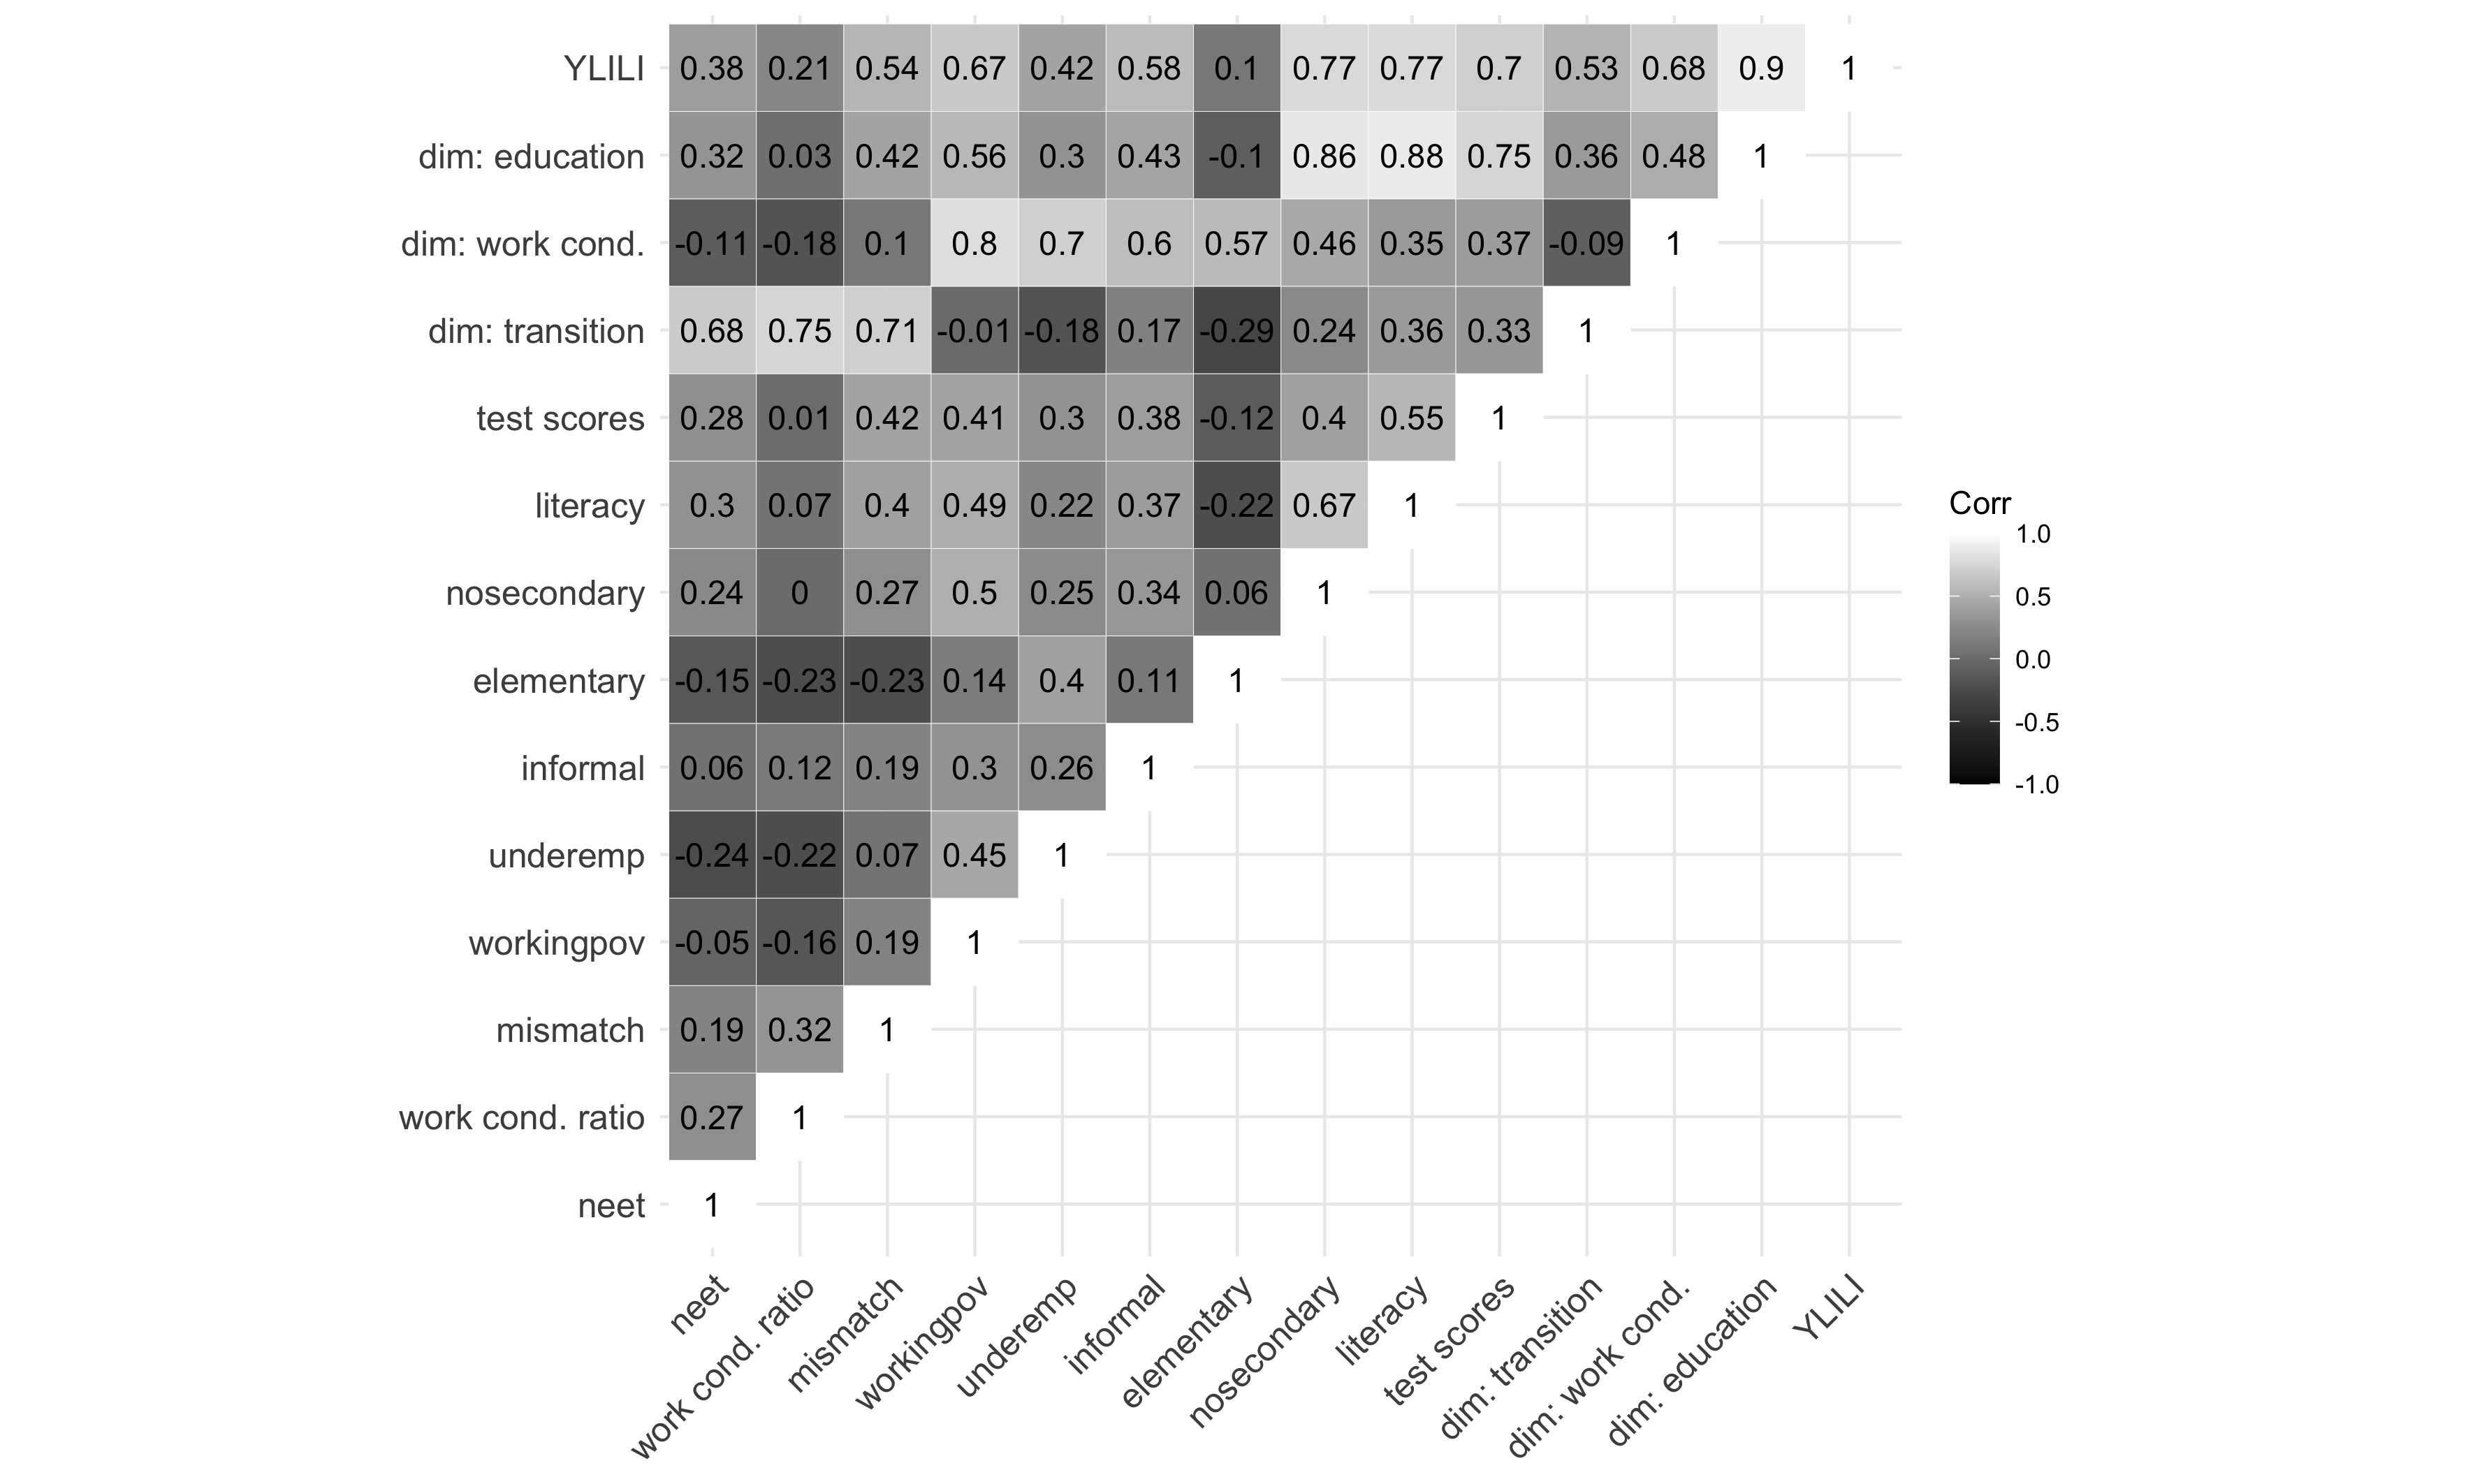 YLILI 0.38 0.21 0.54 0.67 0.42 0.58 0.1 0.77 0.77 0.7 0.53 0.68 0.9 1
dim: education 0.32 0.03 0.42 0.56 0.3 0.43 -0.1 0.86 0.88 0.75 0.36 0.48 1
dim: work cond. -0.11 -0.18 0.1 0.8 0.7 0.6 0.57 0.46 0.35 0.37 -0.09 1
dim: transition 0.68 0.75 0.71 -0.01 -0.18 0.17 -0.29 0.24 0.36 0.33 1
test scores 0.28 0.01 0.42 0.41 0.3 0.38 -0.12 0.4 0.55 1
literacy 0.3 0.07 0.4 0.49 0.22 0.37 -0.22 0.67 1
nosecondary 0.24 0 0.27 0.5 0.25 0.34 0.06 1
elementary -0.15 -0.23 -0.23 0.14 0.4 0.11 1
informal 0.06 0.12 0.19 0.3 0.26 1
underemp -0.24 -0.22 0.07 0.45 1
workingpov -0.05 -0.16 0.19 1
mismatch 0.19 0.32 1
work cond. ratio 0.27 1
neet 1
neet
work cond. ratio
mismatch
workingpov
underemp
informal
elementary
nosecondary
literacy
test scores
dim: transition
dim: work cond.
dim: education
YLILI
Corr
1.0
0.5
0.0
-0.5
-1.0